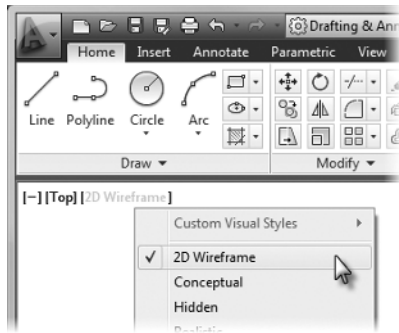 Drafting & Ann
Home Insert Annotate Parametric View
Line Polyline Circle Arc
Draw Modify
[−] [Top] [2D Wireframe]
Custom Visual Styles
✓ 2D Wireframe
Conceptual
Hidden
Realistic